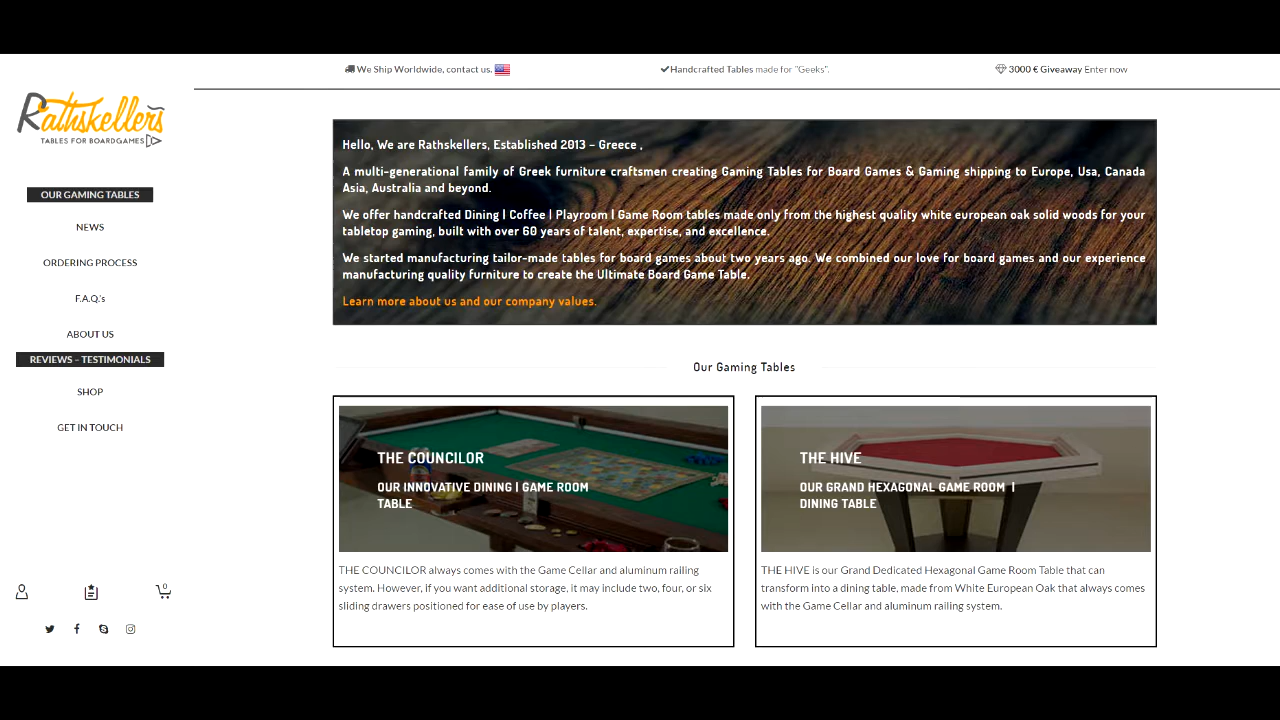 We Ship Worldwide, contact us.
Handcrafted Tables made for "Geeks".
3000 € Giveaway Enter now
Rathskellers
TABLES FOR BOARDGAMES
OUR GAMING TABLES
NEWS
ORDERING PROCESS
F.A.Q.'s
ABOUT US
REVIEWS – TESTIMONIALS
SHOP
GET IN TOUCH
0
Hello, We are Rathskellers, Established 2013 – Greece ,
A multi-generational family of Greek furniture craftsmen creating Gaming Tables for Board Games & Gaming shipping to Europe, Usa, Canada
Asia, Australia and beyond.
We offer handcrafted Dining | Coffee | Playroom | Game Room tables made only from the highest quality white european oak solid woods for your
tabletop gaming, built with over 60 years of talent, expertise, and excellence.
We started manufacturing tailor-made tables for board games about two years ago. We combined our love for board games and our experience
manufacturing quality furniture to create the Ultimate Board Game Table.
Learn more about us and our company values.
Our Gaming Tables
THE COUNCILOR
OUR INNOVATIVE DINING | GAME ROOM
TABLE
THE COUNCILOR always comes with the Game Cellar and aluminum railing
system. However, if you want additional storage, it may include two, four, or six
sliding drawers positioned for ease of use by players.
THE HIVE
OUR GRAND HEXAGONAL GAME ROOM |
DINING TABLE
THE HIVE is our Grand Dedicated Hexagonal Game Room Table that can
transform into a dining table, made from White European Oak that always comes
with the Game Cellar and aluminum railing system.